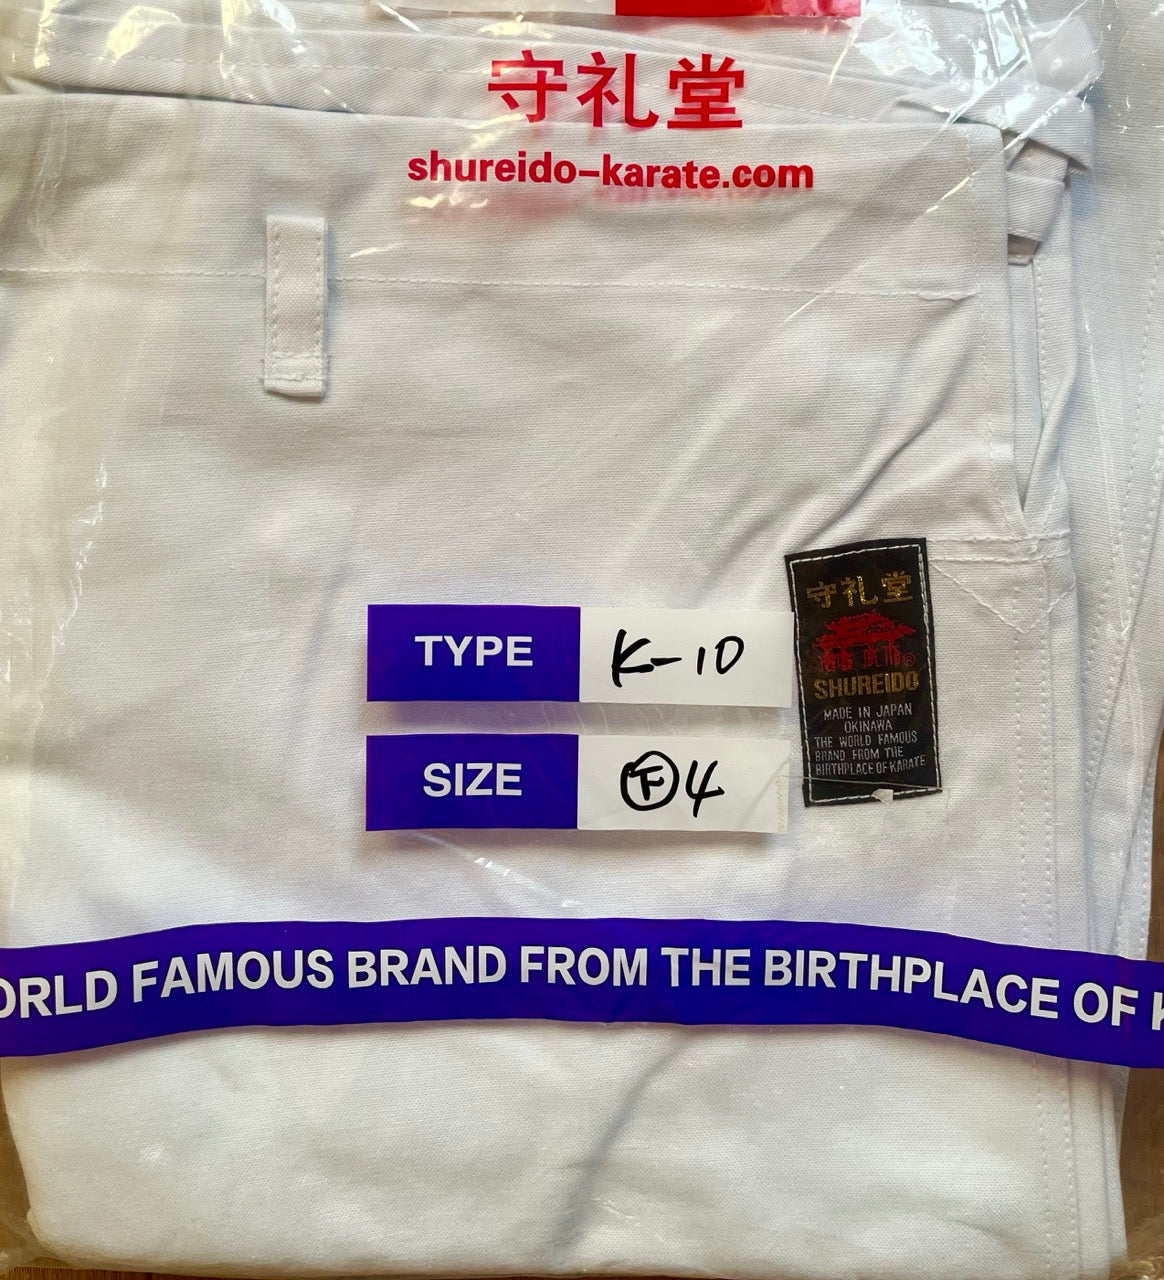 守礼堂
shureido-karate.com
守礼堂
SHUREIDO
MADE IN JAPAN
OKINAWA
THE WORLD FAMOUS
BRAND FROM THE
BIRTHPLACE OF KARATE
TYPE K-10
SIZE 下4
ORLD FAMOUS BRAND FROM THE BIRTHPLACE OF K